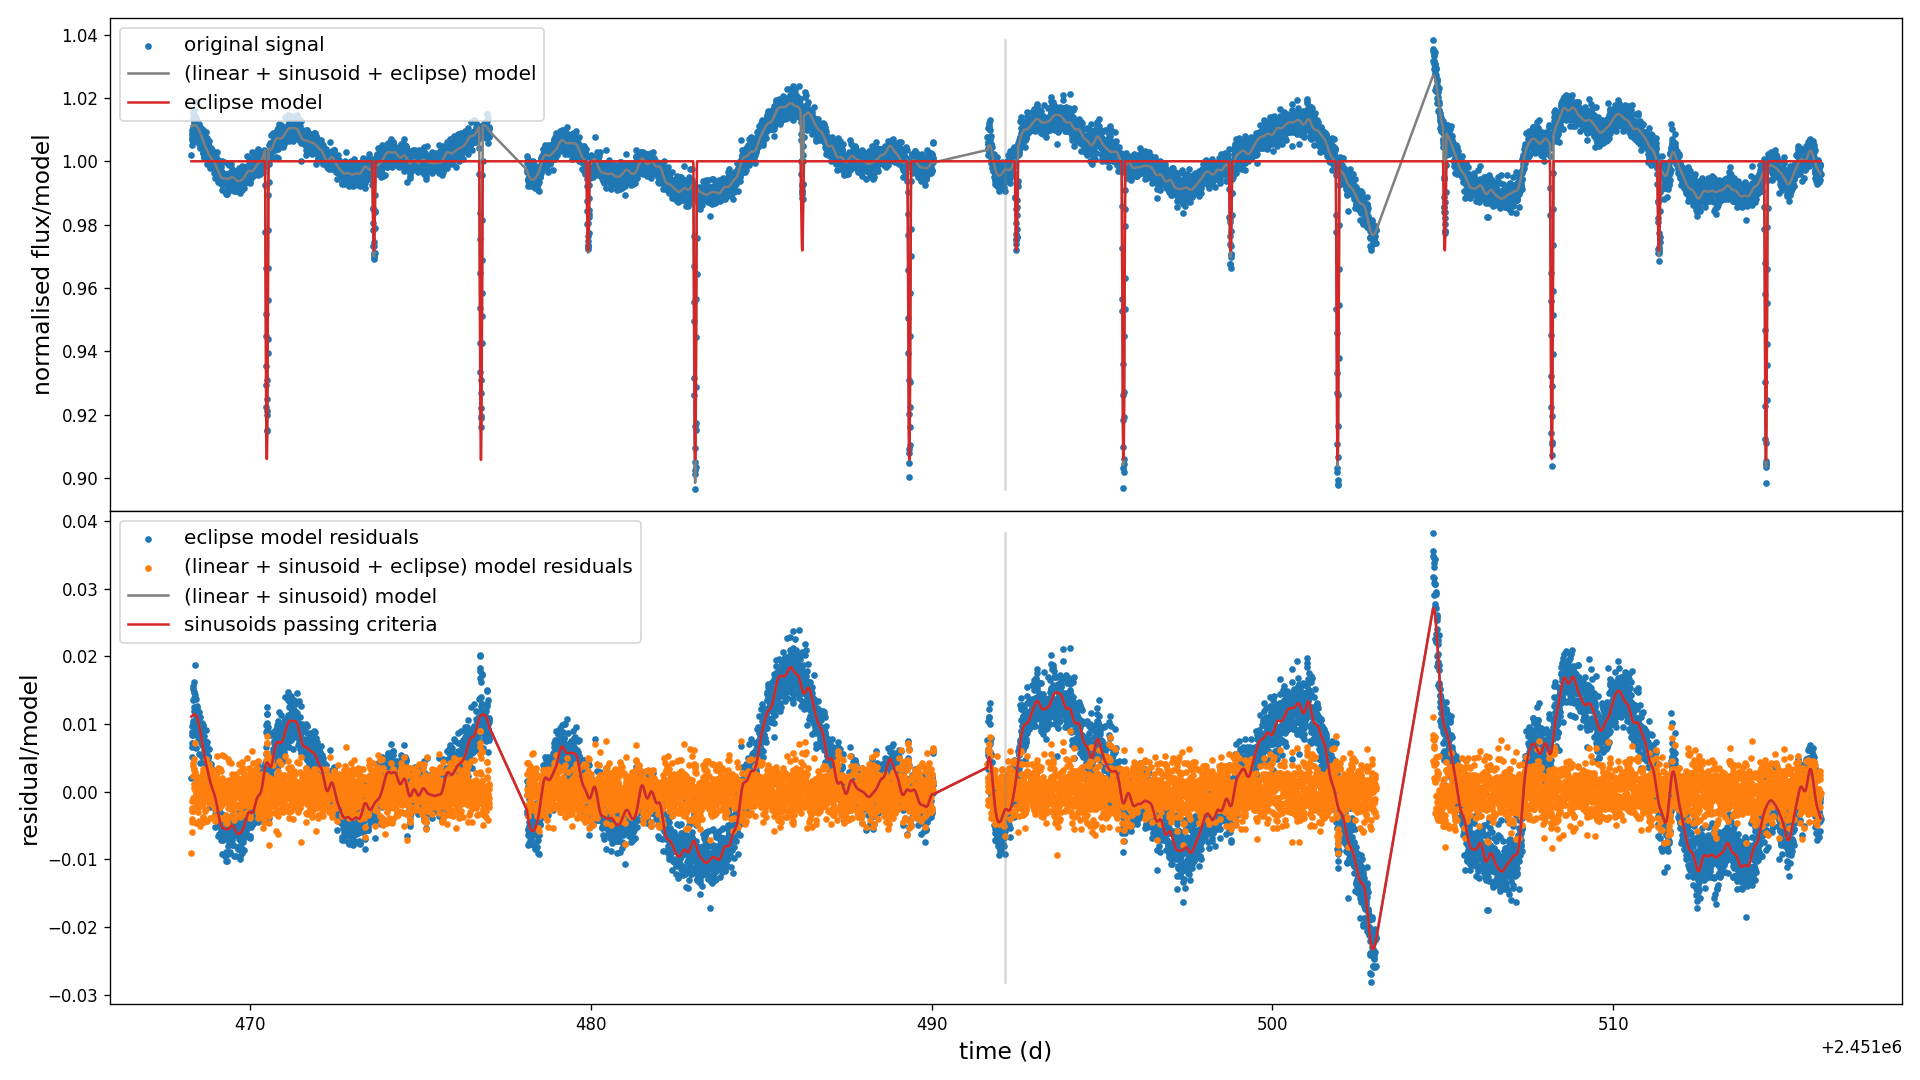 normalised flux/model
1.04
1.02
1.00
0.98
0.96
0.94
0.92
0.90
original signal
(linear + sinusoid + eclipse) model
eclipse model
residual/model
0.04
0.03
0.02
0.01
0.00
−0.01
−0.02
−0.03
eclipse model residuals
(linear + sinusoid + eclipse) model residuals
(linear + sinusoid) model
sinusoids passing criteria
470
480
490
500
510
time (d)
+2.451e6